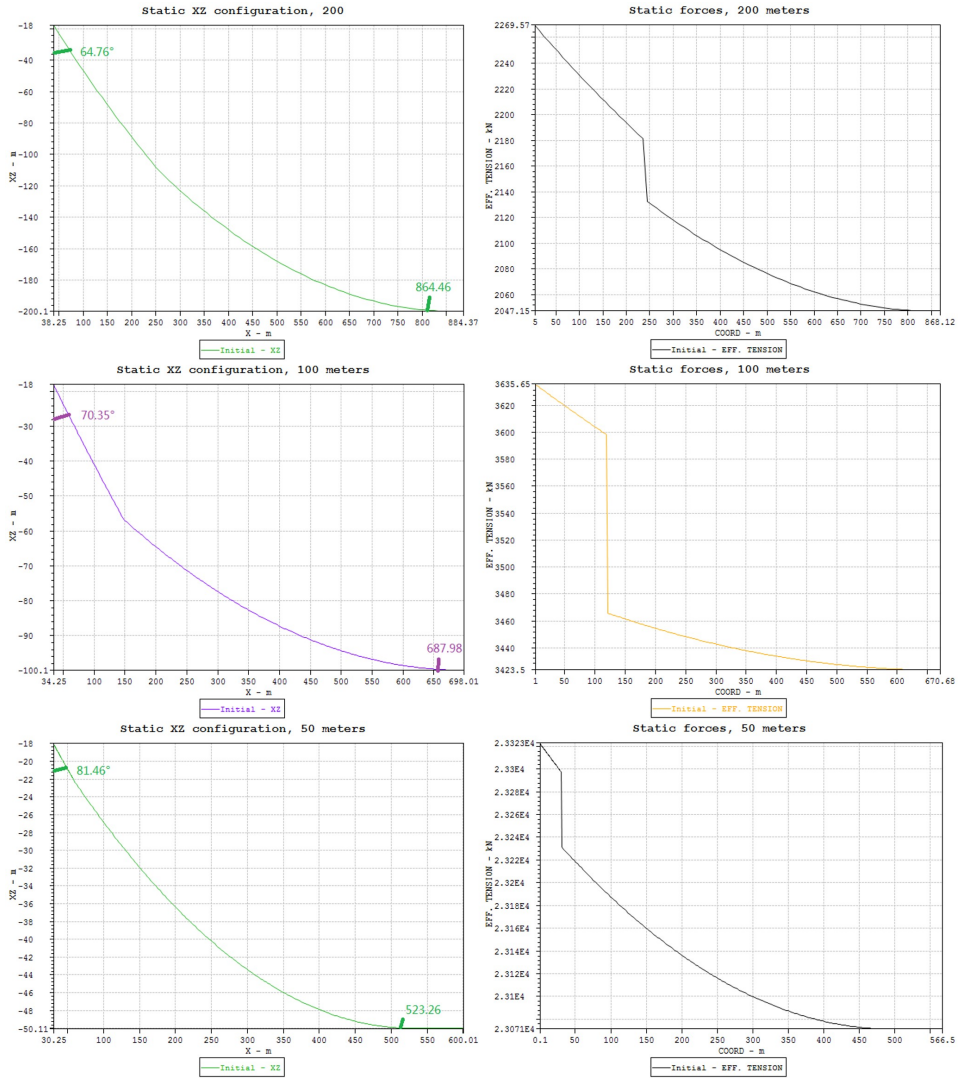 Static XZ configuration, 200
-18
-40
-60
-80
-100
-120
-140
-160
-180
-200.1
XZ - m
64.76°
864.46
38.25 100 150 200 250 300 350 400 450 500 550 600 650 700 750 800 884.37
X - m
Initial - XZ
Static forces, 200 meters
2269.57
2240
2220
2200
2180
2160
2140
2120
2100
2080
2060
2047.15
EFF. TENSION - kN
5 50 100 150 200 250 300 350 400 450 500 550 600 650 700 750 800 868.12
COORD - m
Initial - EFF. TENSION
Static XZ configuration, 100 meters
-18
-30
-40
-50
-60
-70
-80
-90
-100.1
XZ - m
70.35°
687.98
34.25 100 150 200 250 300 350 400 450 500 550 600 650 698.01
X - m
Initial - XZ
Static forces, 100 meters
3635.65
3620
3600
3580
3560
3540
3520
3500
3480
3460
3440
3423.5
EFF. TENSION - kN
1 50 100 150 200 250 300 350 400 450 500 550 600 670.68
COORD - m
Initial - EFF. TENSION
Static XZ configuration, 50 meters
-18
-20
-22
-24
-26
-28
-30
-32
-34
-36
-38
-40
-42
-44
-46
-48
-50.11
XZ - m
81.46°
523.26
30.25 100 150 200 250 300 350 400 450 500 550 600.01
X - m
Initial - XZ
Static forces, 50 meters
2.3323E4
2.33E4
2.328E4
2.326E4
2.324E4
2.322E4
2.32E4
2.318E4
2.316E4
2.314E4
2.312E4
2.31E4
2.3071E4
EFF. TENSION - kN
0.1 50 100 150 200 250 300 350 400 450 500 566.5
COORD - m
Initial - EFF. TENSION